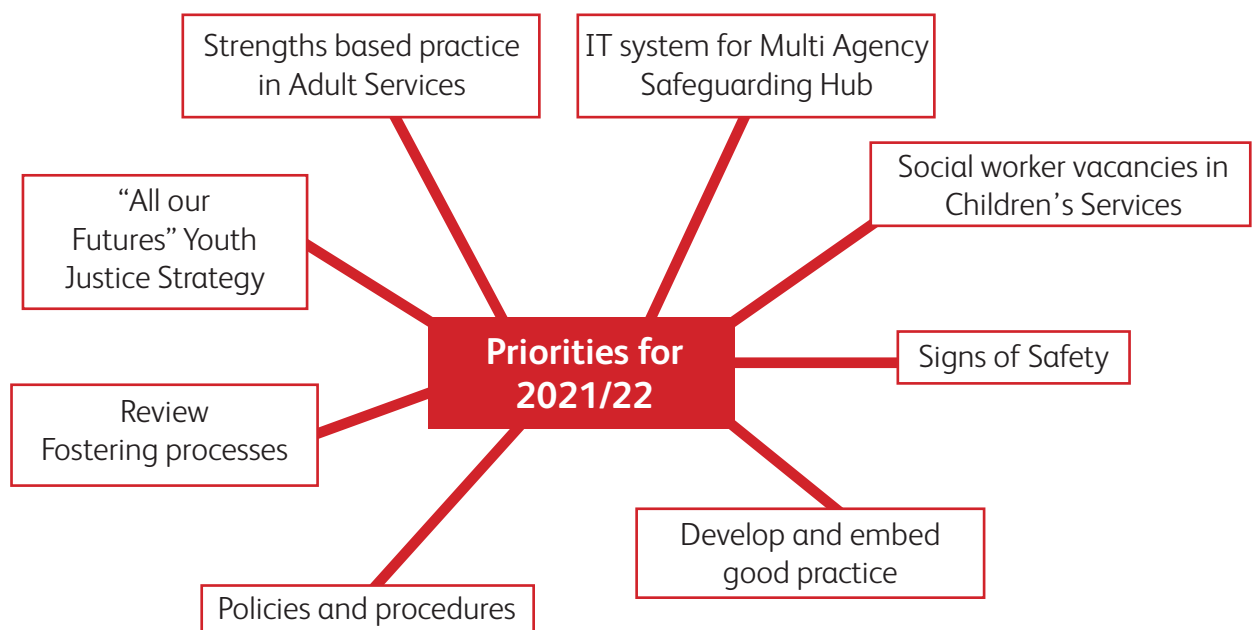 Strengths based practice
in Adult Services
IT system for Multi Agency
Safeguarding Hub
Social worker vacancies in
Children’s Services
“All our
Futures” Youth
Justice Strategy
Priorities for
2021/22
Signs of Safety
Review
Fostering processes
Develop and embed
good practice
Policies and procedures